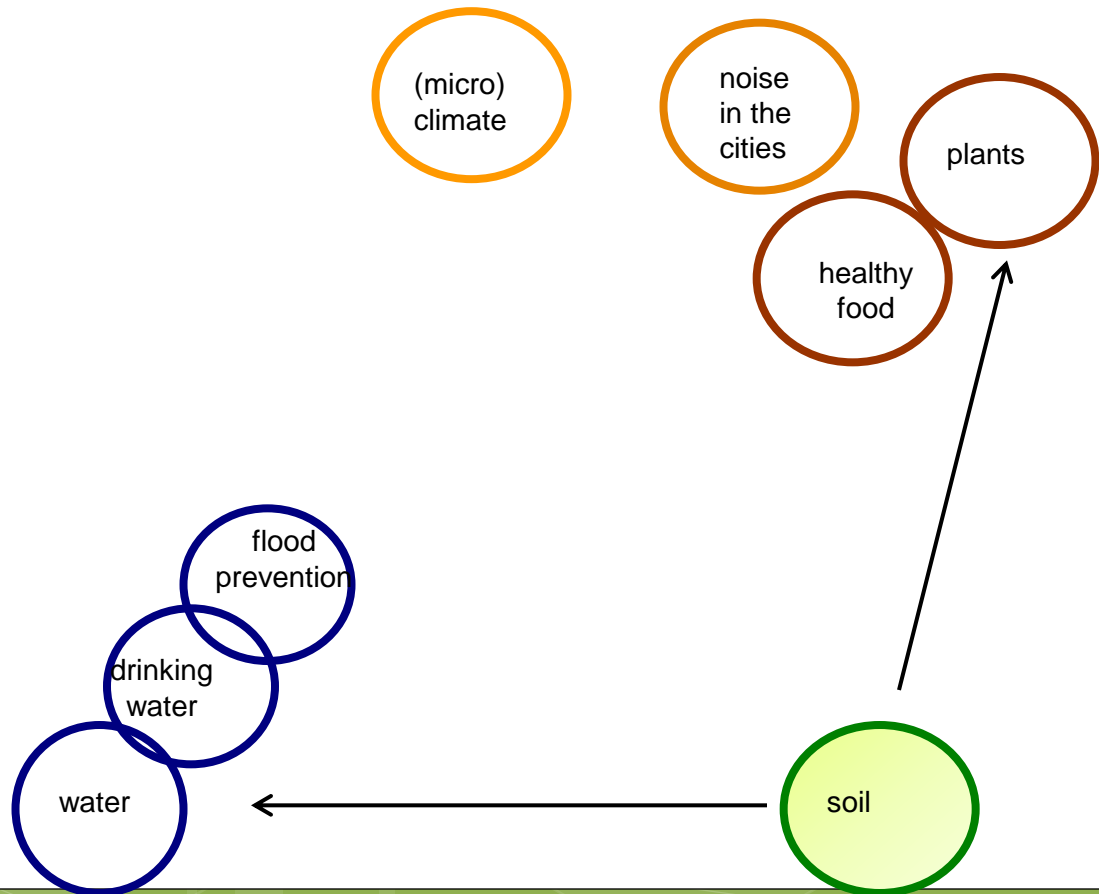 (micro)
climate
noise
in the
cities
plants
healthy
food
flood
prevention
drinking
water
water
soil